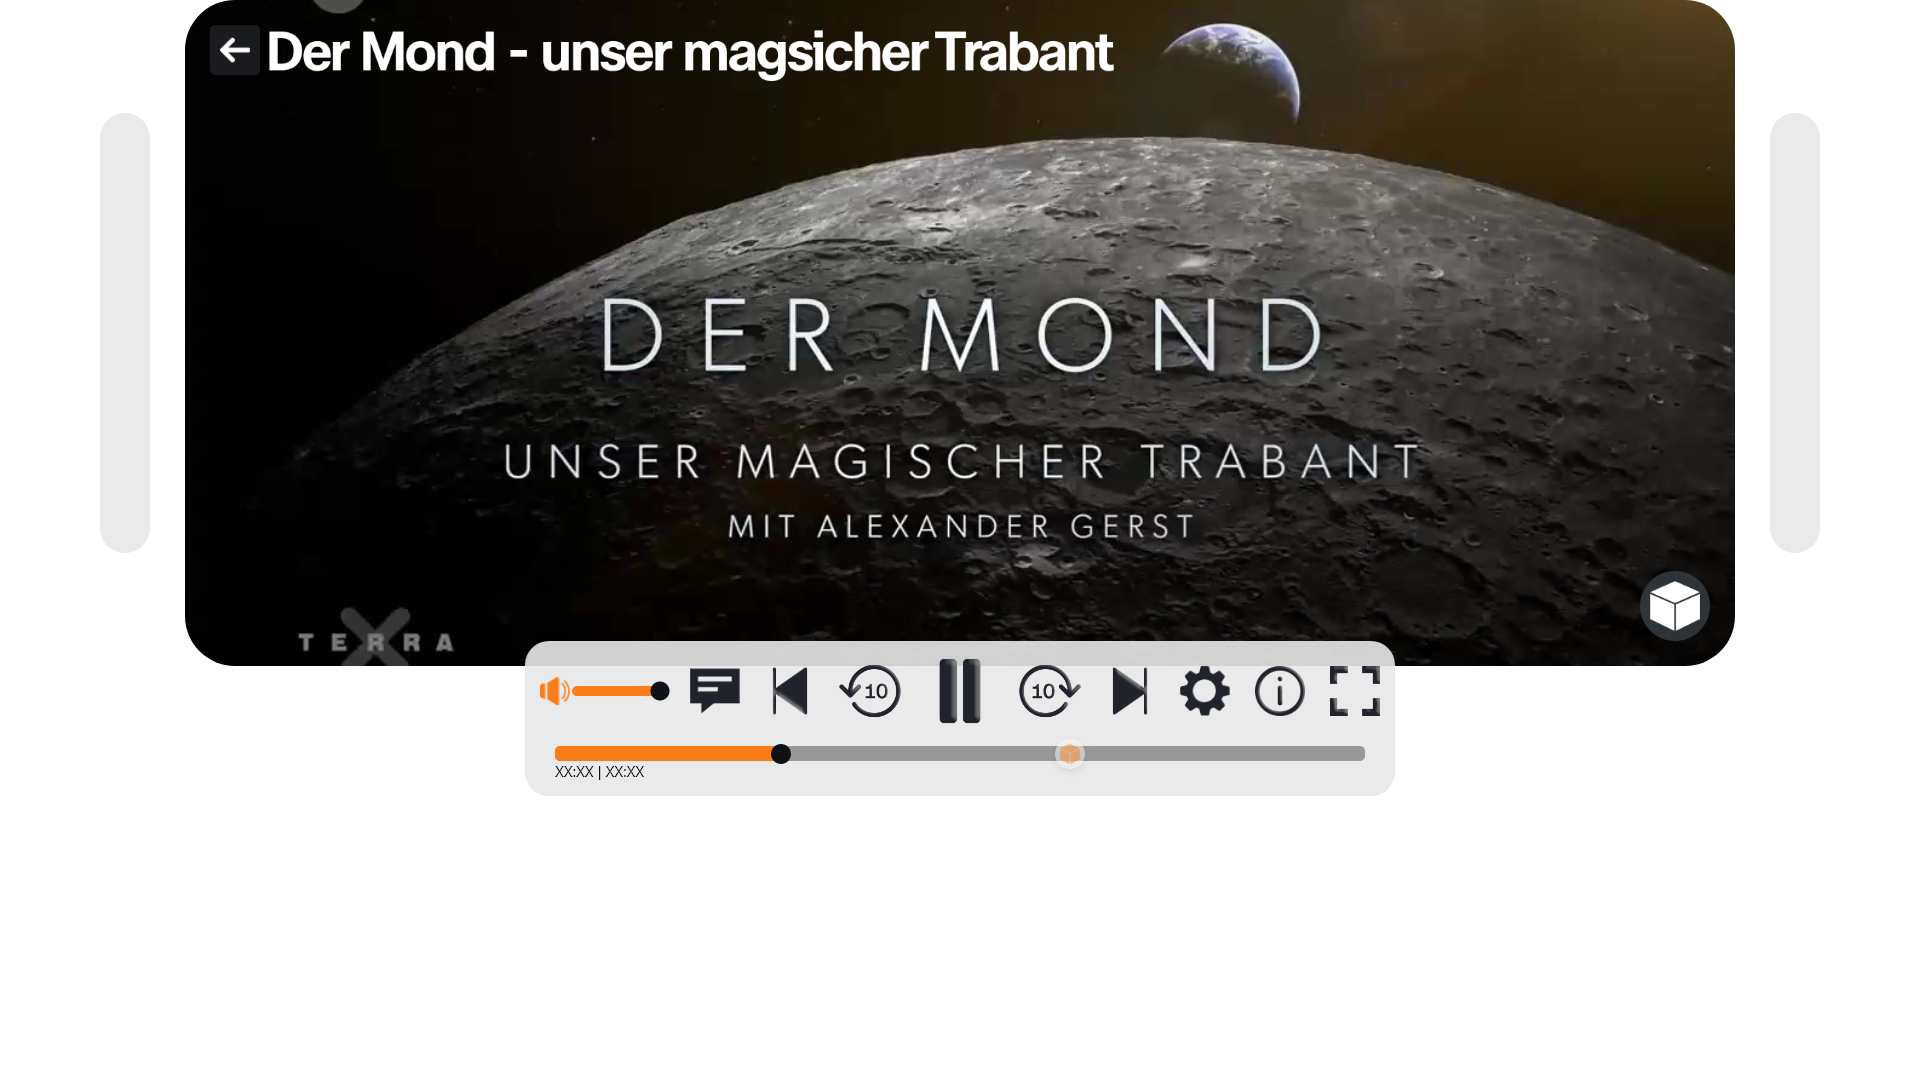 Der Mond - unser magsicher Trabant
DER MOND
UNSER MAGISCHER TRABANT
MIT ALEXANDER GERST
TERRA X
10
10
XX:XX | XX:XX